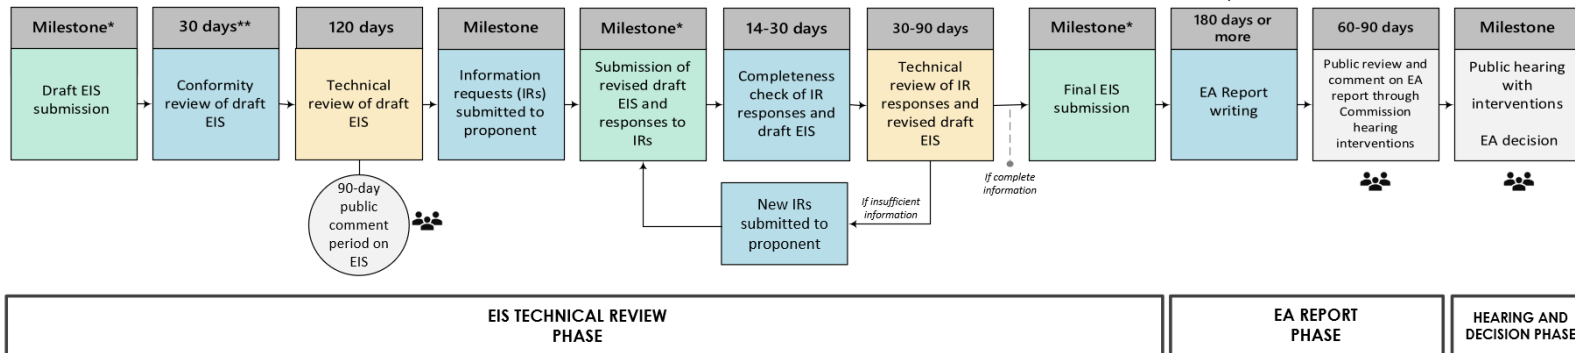 Milestone*
Draft EIS
submission
30 days**
Conformity
review of draft
EIS
120 days
Technical
review of draft
EIS
90-day
public
comment
period on
EIS
Milestone
Information
requests (IRs)
submitted to
proponent
Milestone*
Submission of
revised draft
EIS and
responses to
IRs
14-30 days
Completeness
check of IR
responses and
draft EIS
30-90 days
Technical
review of IR
responses and
revised draft
EIS
If insufficient
information
New IRs
submitted to
proponent
If complete
information
Milestone*
Final EIS
submission
180 days or
more
EA Report
writing
60-90 days
Public review and
comment on EA
report through
Commission
hearing
interventions
Milestone
Public hearing
with
interventions
EA decision
EIS TECHNICAL REVIEW
PHASE
EA REPORT
PHASE
HEARING AND
DECISION PHASE